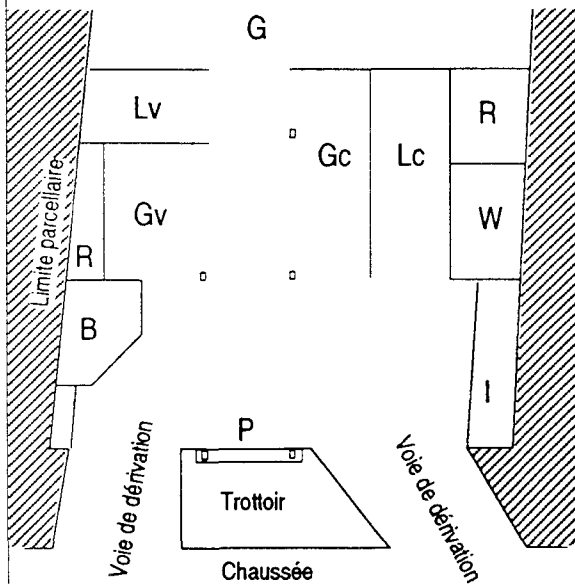 G
Lv
Gc
Lc
R
Limite parcellaire
Gv
W
R
B
I
P
Voie de dérivation
Voie de dérivation
Trottoir
Chaussée